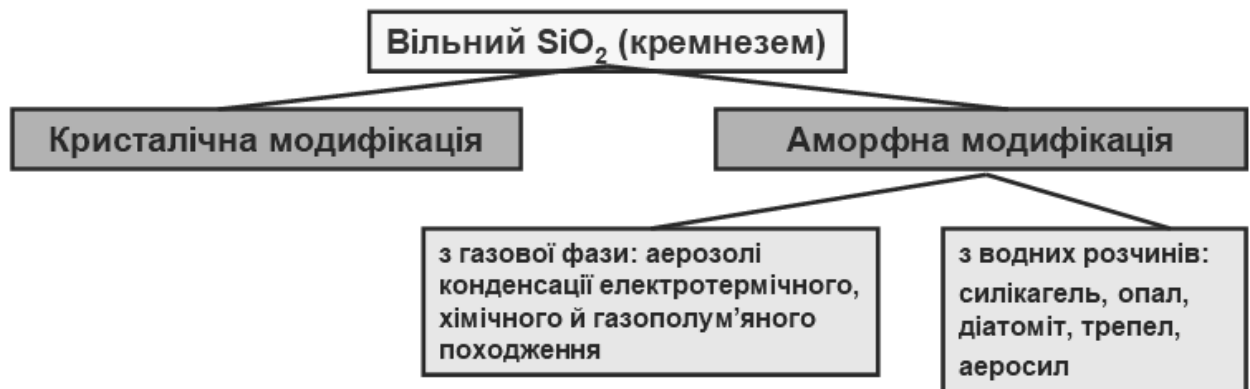 Вільний SiO₂ (кремнезем)
Кристалічна модифікація
Аморфна модифікація
з газової фази: аерозолі
конденсації електротермічного,
хімічного й газополум’яного
походження
з водних розчинів:
силікагель, опал,
діатоміт, трепел,
аеросил